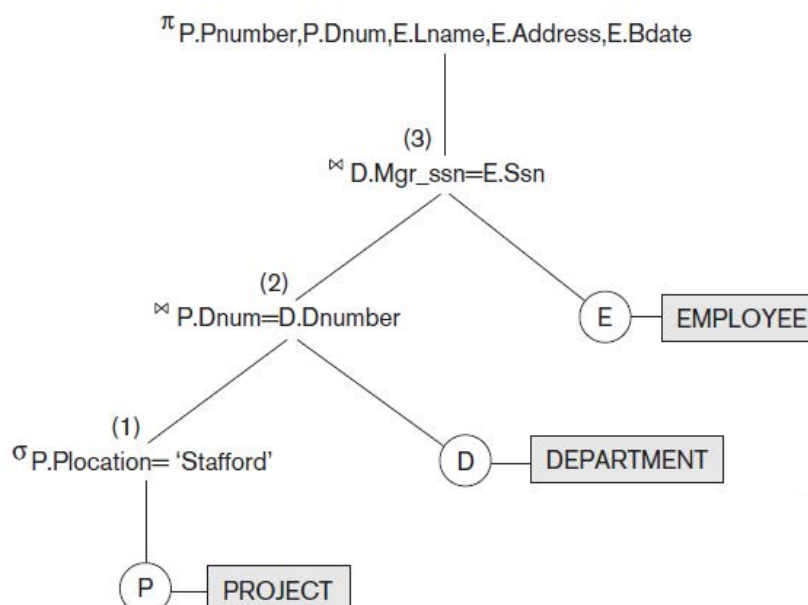 π P.Pnumber,P.Dnum,E.Lname,E.Address,E.Bdate
(3)
⋈ D.Mgr_ssn=E.Ssn
(2)
⋈ P.Dnum=D.Dnumber
E
EMPLOYEE
(1)
σ P.Plocation= ‘Stafford’
D
DEPARTMENT
P
PROJECT